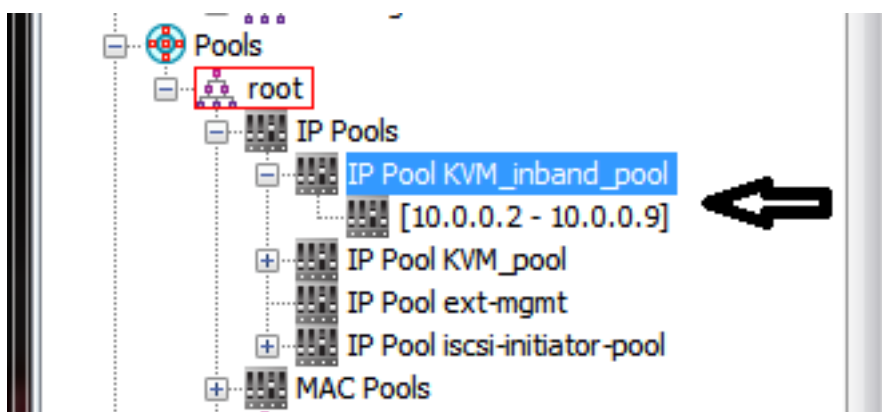 Pools
root
IP Pools
IP Pool KVM_inband_pool
[10.0.0.2 - 10.0.0.9]
IP Pool KVM_pool
IP Pool ext-mgmt
IP Pool iscsi-initiator-pool
MAC Pools